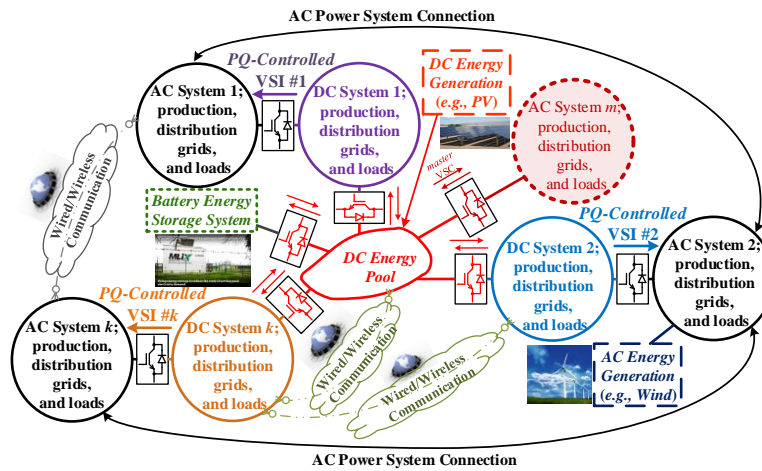 AC Power System Connection
PQ-Controlled
VSI #1
AC System 1;
production,
distribution
grids,
and loads
DC System 1;
production,
distribution
grids,
and loads
DC Energy
Generation
(e.g., PV)
AC System m;
production,
distribution
grids,
and loads
master
VSC
Wired/Wireless
Communication
Battery Energy
Storage System
DC Energy
Pool
PQ-Controlled
VSI #2
DC System 2;
production,
distribution
grids,
and loads
AC System 2;
production,
distribution
grids,
and loads
PQ-Controlled
VSI #k
AC System k;
production,
distribution
grids,
and loads
DC System k;
production,
distribution
grids,
and loads
Wired/Wireless
Communication
Wired/Wireless
Communication
AC Energy
Generation
(e.g., Wind)
AC Power System Connection